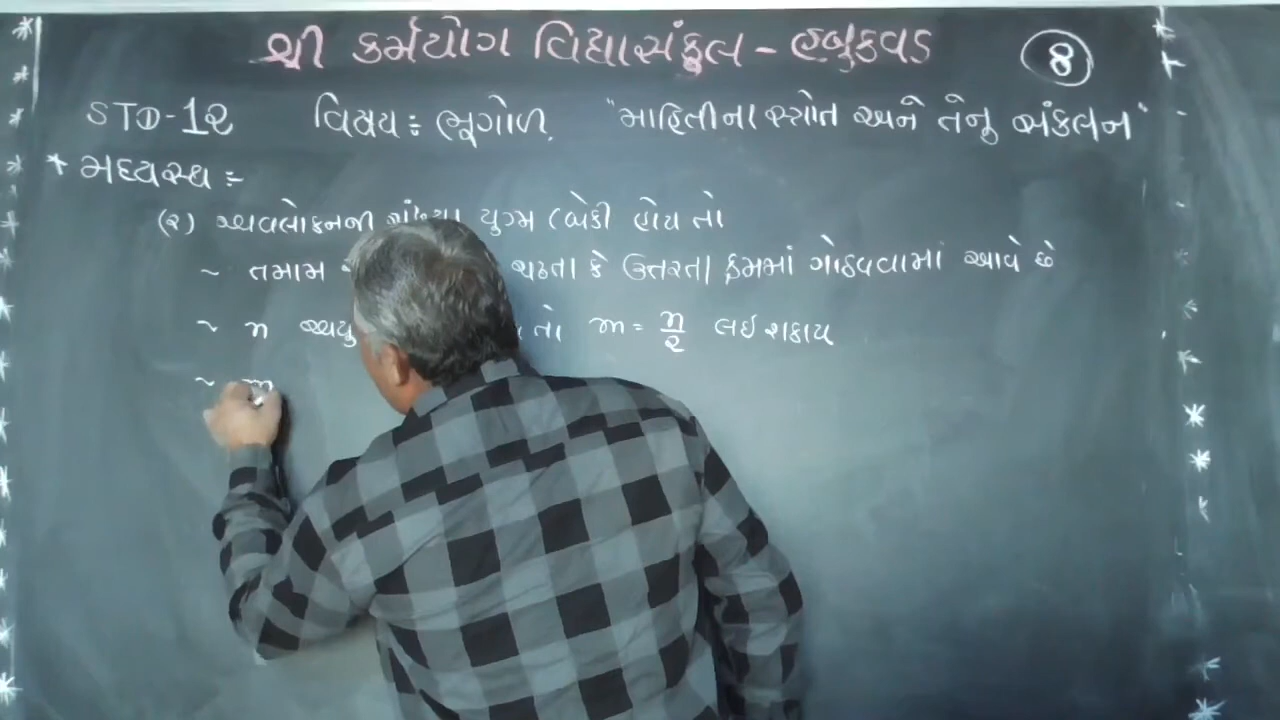 શ્રી કર્મયોગ વિદ્યાસંકુલ - હબુકવડ
8
STD-12 વિષય:- ભૂગોળ. "માહિતીના સ્ત્રોત અને તેનુ સંકલન"
* મધ્યસ્થ :-
(૨) અવલોકનની સંખ્યા યુગ્મ (બેકી હોય તો
~ તમામ ચઢતા કે ઉતરતા ક્રમમાં ગોઠવવામાં આવે છે
~ n તો m = n/2 લઈ શકાય
~ m